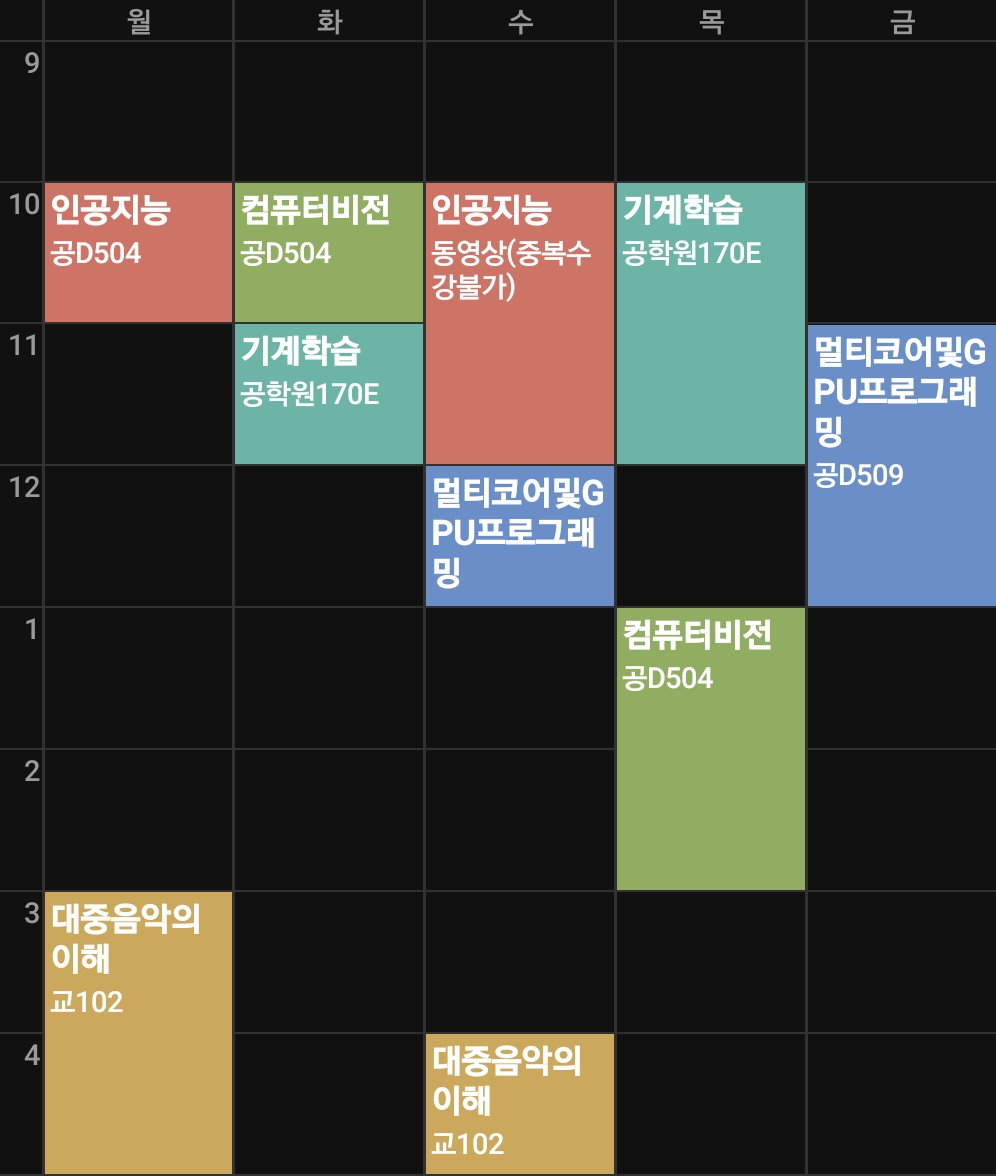 월 화 수 목 금
9
10
인공지능
공D504
컴퓨터비전
공D504
인공지능
동영상(중복수
강불가)
기계학습
공학원170E
11
기계학습
공학원170E
멀티코어및G
PU프로그래
밍
공D509
12
멀티코어및G
PU프로그래
밍
1
컴퓨터비전
공D504
2
3
대중음악의
이해
교102
4
대중음악의
이해
교102